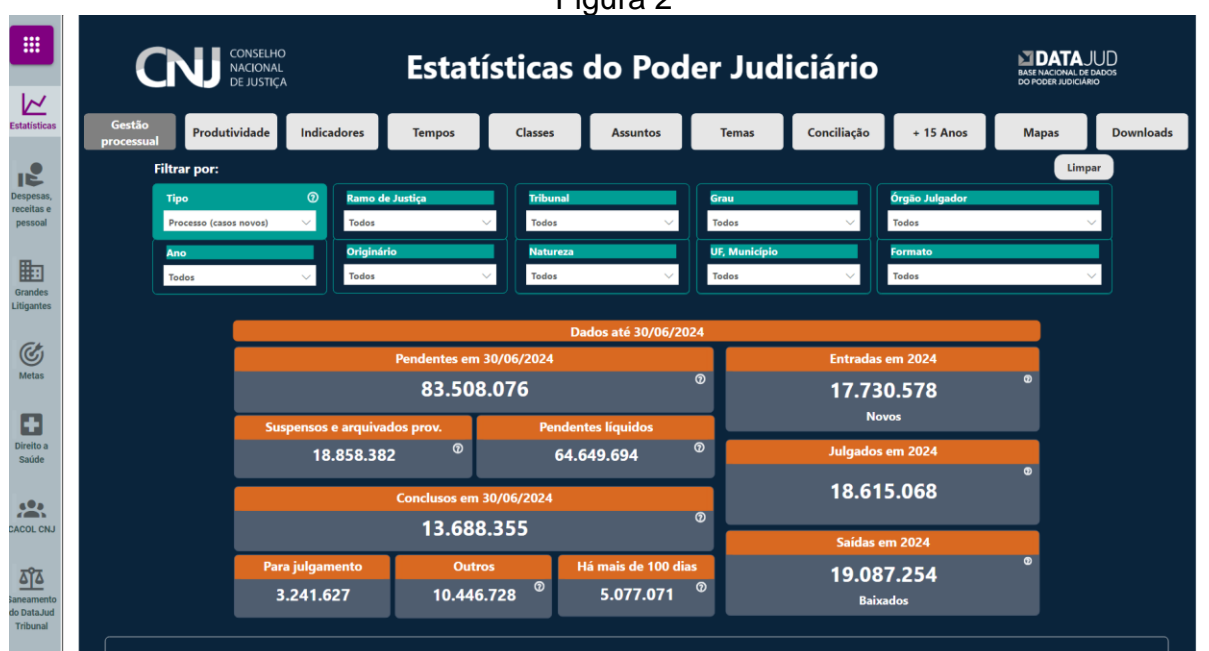 Figura 2
CNJ
CONSELHO
NACIONAL
DE JUSTIÇA
Estatísticas do Poder Judiciário
DATAJUD
BASE NACIONAL DE DADOS
DO PODER JUDICIÁRIO
Estatísticas
Despesas,
receitas e
pessoal
Grandes
Litigantes
Metas
Direito a
Saúde
CACOL CNJ
Saneamento
do DataJud
Tribunal
Gestão
processual
Produtividade
Indicadores
Tempos
Classes
Assuntos
Temas
Conciliação
+ 15 Anos
Mapas
Downloads
Filtrar por:
Limpar
Tipo
Processo (casos novos)
Ramo de Justiça
Todos
Tribunal
Todos
Grau
Todos
Órgão Julgador
Todos
Ano
Todos
Originário
Todos
Natureza
Todos
UF, Município
Todos
Formato
Todos
Dados até 30/06/2024
Pendentes em 30/06/2024
83.508.076
Suspensos e arquivados prov.
18.858.382
Pendentes líquidos
64.649.694
Conclusos em 30/06/2024
13.688.355
Para julgamento
3.241.627
Outros
10.446.728
Há mais de 100 dias
5.077.071
Entradas em 2024
17.730.578
Novos
Julgados em 2024
18.615.068
Saídas em 2024
19.087.254
Baixados